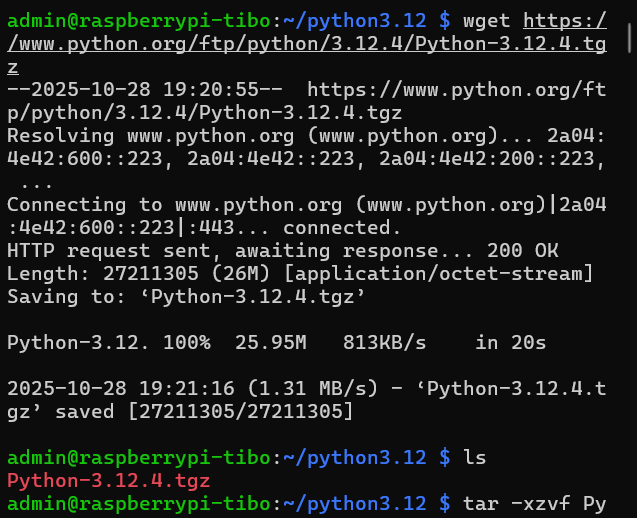 admin@raspberrypi-tibo:~/python3.12 $ wget https:/
/www.python.org/ftp/python/3.12.4/Python-3.12.4.tg
z
--2025-10-28 19:20:55--  https://www.python.org/ft
p/python/3.12.4/Python-3.12.4.tgz
Resolving www.python.org (www.python.org)... 2a04:
4e42:600::223, 2a04:4e42::223, 2a04:4e42:200::223,
 ...
Connecting to www.python.org (www.python.org)|2a04
:4e42:600::223|:443... connected.
HTTP request sent, awaiting response... 200 OK
Length: 27211305 (26M) [application/octet-stream]
Saving to: ‘Python-3.12.4.tgz’

Python-3.12. 100%  25.95M   813KB/s    in 20s

2025-10-28 19:21:16 (1.31 MB/s) - ‘Python-3.12.4.t
gz’ saved [27211305/27211305]

admin@raspberrypi-tibo:~/python3.12 $ ls
Python-3.12.4.tgz
admin@raspberrypi-tibo:~/python3.12 $ tar -xzvf Py